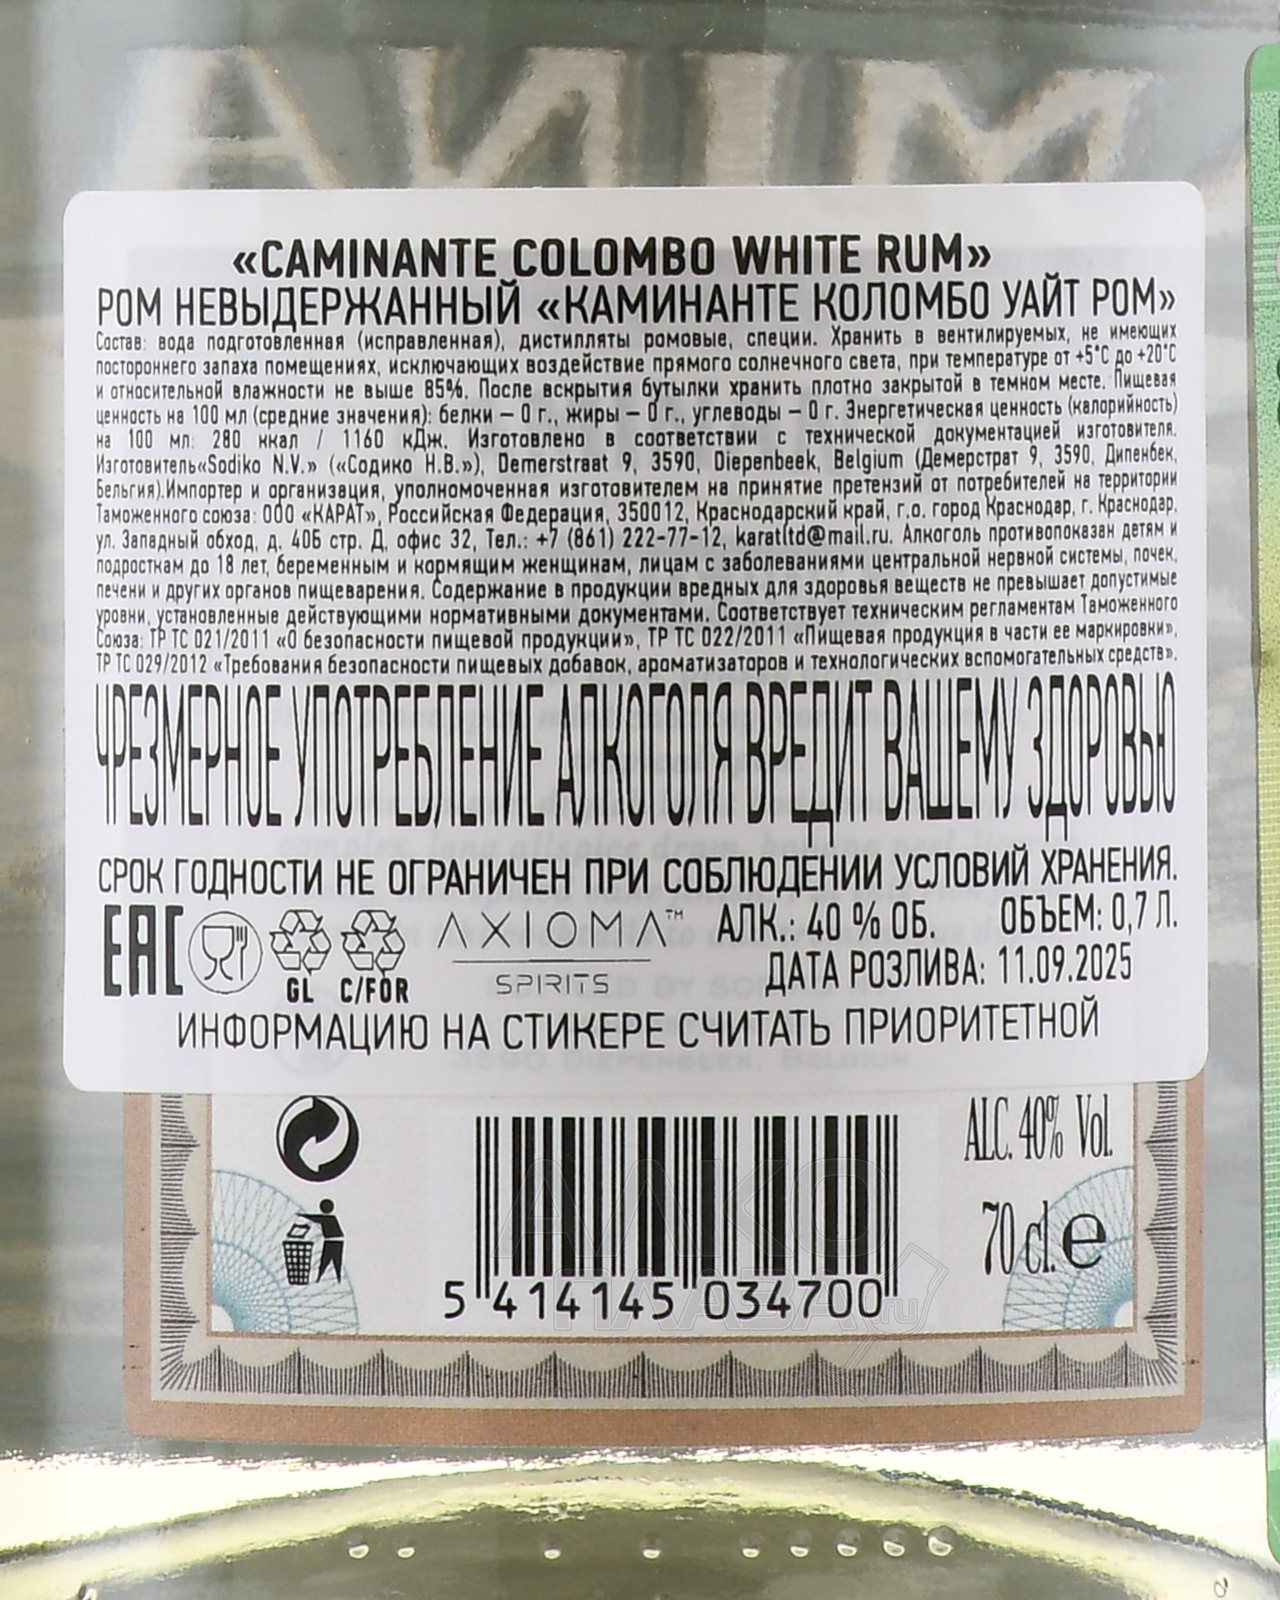 «CAMINANTE COLOMBO WHITE RUM»
РОМ НЕВЫДЕРЖАННЫЙ «КАМИНАНТЕ КОЛОМБО УАЙТ РОМ»
Состав: вода подготовленная (исправленная), дистилляты ромовые, специи. Хранить в вентилируемых, не имеющих
постороннего запаха помещениях, исключающих воздействие прямого солнечного света, при температуре от +5°С до +20°С
и относительной влажности не выше 85%. После вскрытия бутылки хранить плотно закрытой в темном месте. Пищевая
ценность на 100 мл (средние значения): белки – 0 г., жиры – 0 г., углеводы – 0 г. Энергетическая ценность (калорийность)
на 100 мл: 280 ккал / 1160 кДж. Изготовлено в соответствии с технической документацией изготовителя.
Изготовитель«Sodiko N.V.» («Содико Н.В.»), Demerstraat 9, 3590, Diepenbeek, Belgium (Демерстрат 9, 3590, Дипенбек,
Бельгия).Импортер и организация, уполномоченная изготовителем на принятие претензий от потребителей на территории
Таможенного союза: ООО «КАРАТ», Российская Федерация, 350012, Краснодарский край, г.о. город Краснодар, г. Краснодар,
ул. Западный обход, д. 40Б стр. Д, офис 32, Тел.: +7 (861) 222-77-12, karatltd@mail.ru. Алкоголь противопоказан детям и
подросткам до 18 лет, беременным и кормящим женщинам, лицам с заболеваниями центральной нервной системы, почек,
печени и других органов пищеварения. Содержание в продукции вредных для здоровья веществ не превышает допустимые
уровни, установленные действующими нормативными документами. Соответствует техническим регламентам Таможенного
Союза: ТР ТС 021/2011 «О безопасности пищевой продукции», ТР ТС 022/2011 «Пищевая продукция в части ее маркировки»,
ТР ТС 029/2012 «Требования безопасности пищевых добавок, ароматизаторов и технологических вспомогательных средств».
ЧРЕЗМЕРНОЕ УПОТРЕБЛЕНИЕ АЛКОГОЛЯ ВРЕДИТ ВАШЕМУ ЗДОРОВЬЮ
СРОК ГОДНОСТИ НЕ ОГРАНИЧЕН ПРИ СОБЛЮДЕНИИ УСЛОВИЙ ХРАНЕНИЯ.
EAC GL C/FOR AXIOMA™ SPIRITS АЛК.: 40 % ОБ. ОБЪЕМ: 0,7 Л.
ДАТА РОЗЛИВА: 11.09.2025
ИНФОРМАЦИЮ НА СТИКЕРЕ СЧИТАТЬ ПРИОРИТЕТНОЙ
3590 DIEPENBEEK, BELGIUM
ALC. 40% Vol.
70 cl. e
5 414145 034700